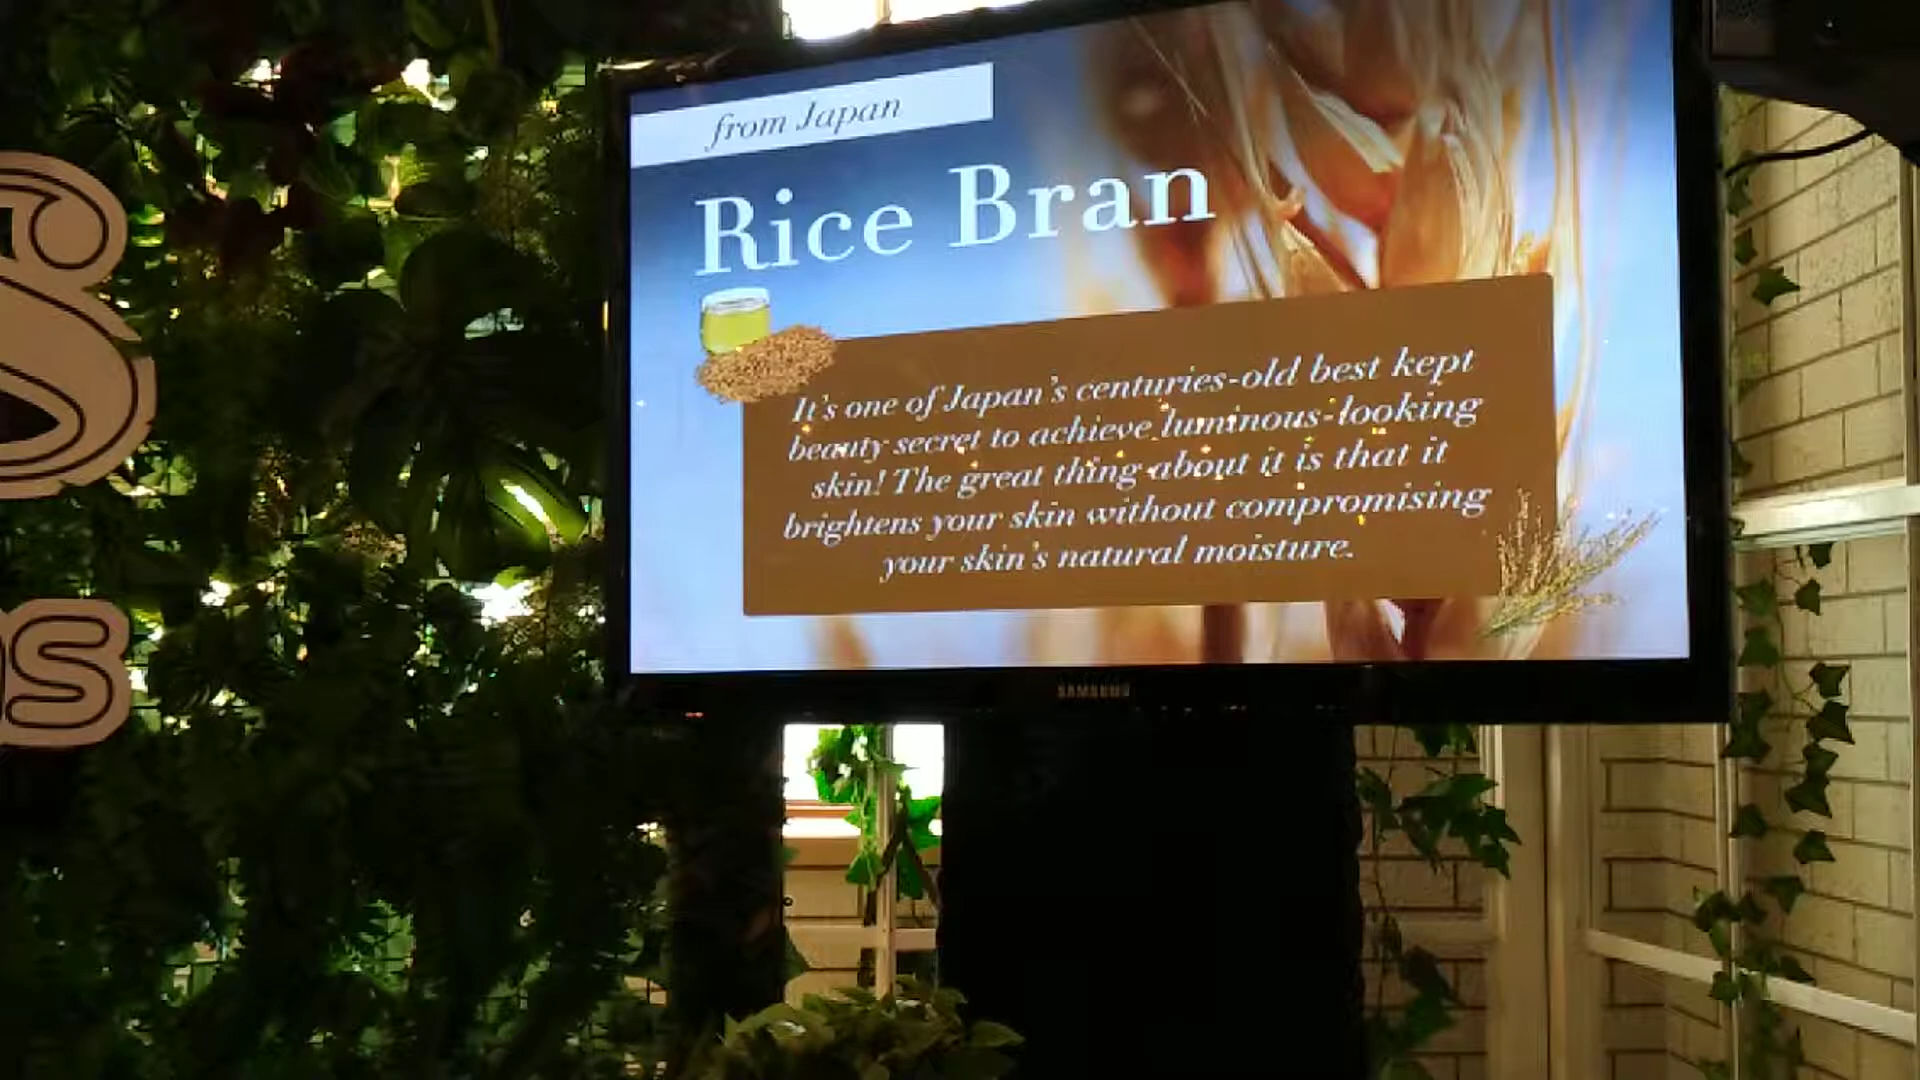 from Japan
Rice Bran
It's one of Japan's centuries-old best kept
beauty secret to achieve luminous-looking
skin! The great thing about it is that it
brightens your skin without compromising
your skin's natural moisture.
SAMSUNG
S
s